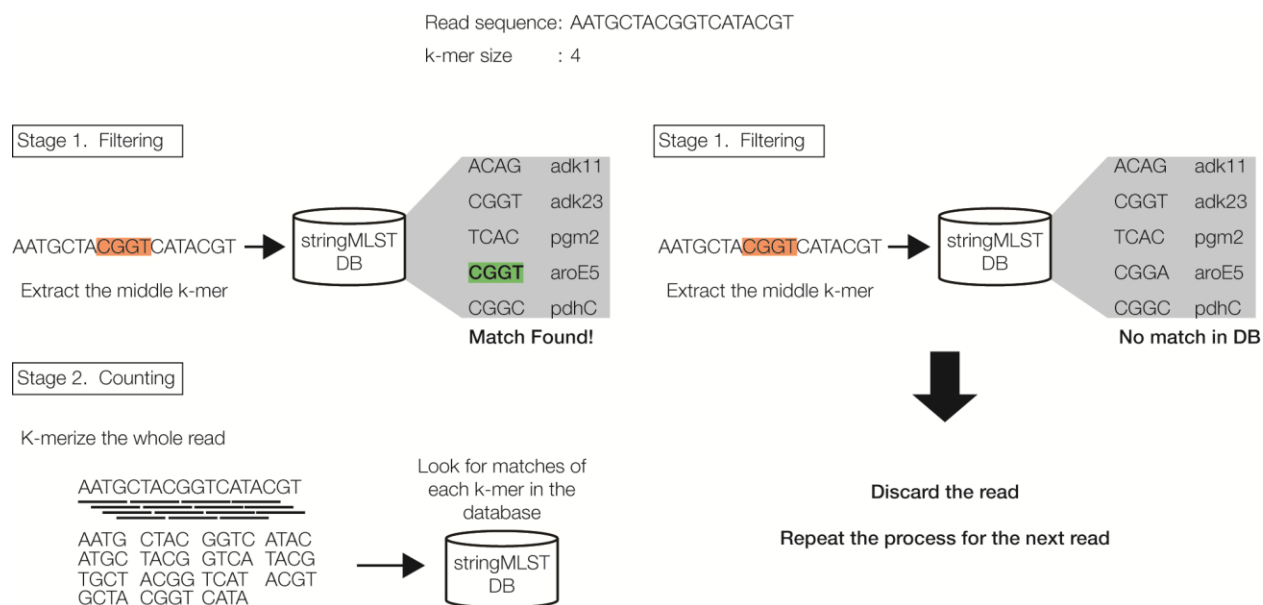 Read sequence: AATGCTACGGTCATACGT
k-mer size : 4
Stage 1. Filtering
AATGCTACGGTCATACGT
Extract the middle k-mer
stringMLST
DB
ACAG adk11
CGGT adk23
TCAC pgm2
CGGT aroE5
CGGC pdhC
Match Found!
Stage 2. Counting
K-merize the whole read
AATGCTACGGTCATACGT
AATG CTAC GGTC ATAC
ATGC TACG GTCA TACG
TGCT ACGG TCAT ACGT
GCTA CGGT CATA
Look for matches of
each k-mer in the
database
stringMLST
DB
Stage 1. Filtering
AATGCTACGGTCATACGT
Extract the middle k-mer
stringMLST
DB
ACAG adk11
CGGT adk23
TCAC pgm2
CGGA aroE5
CGGC pdhC
No match in DB
Discard the read
Repeat the process for the next read